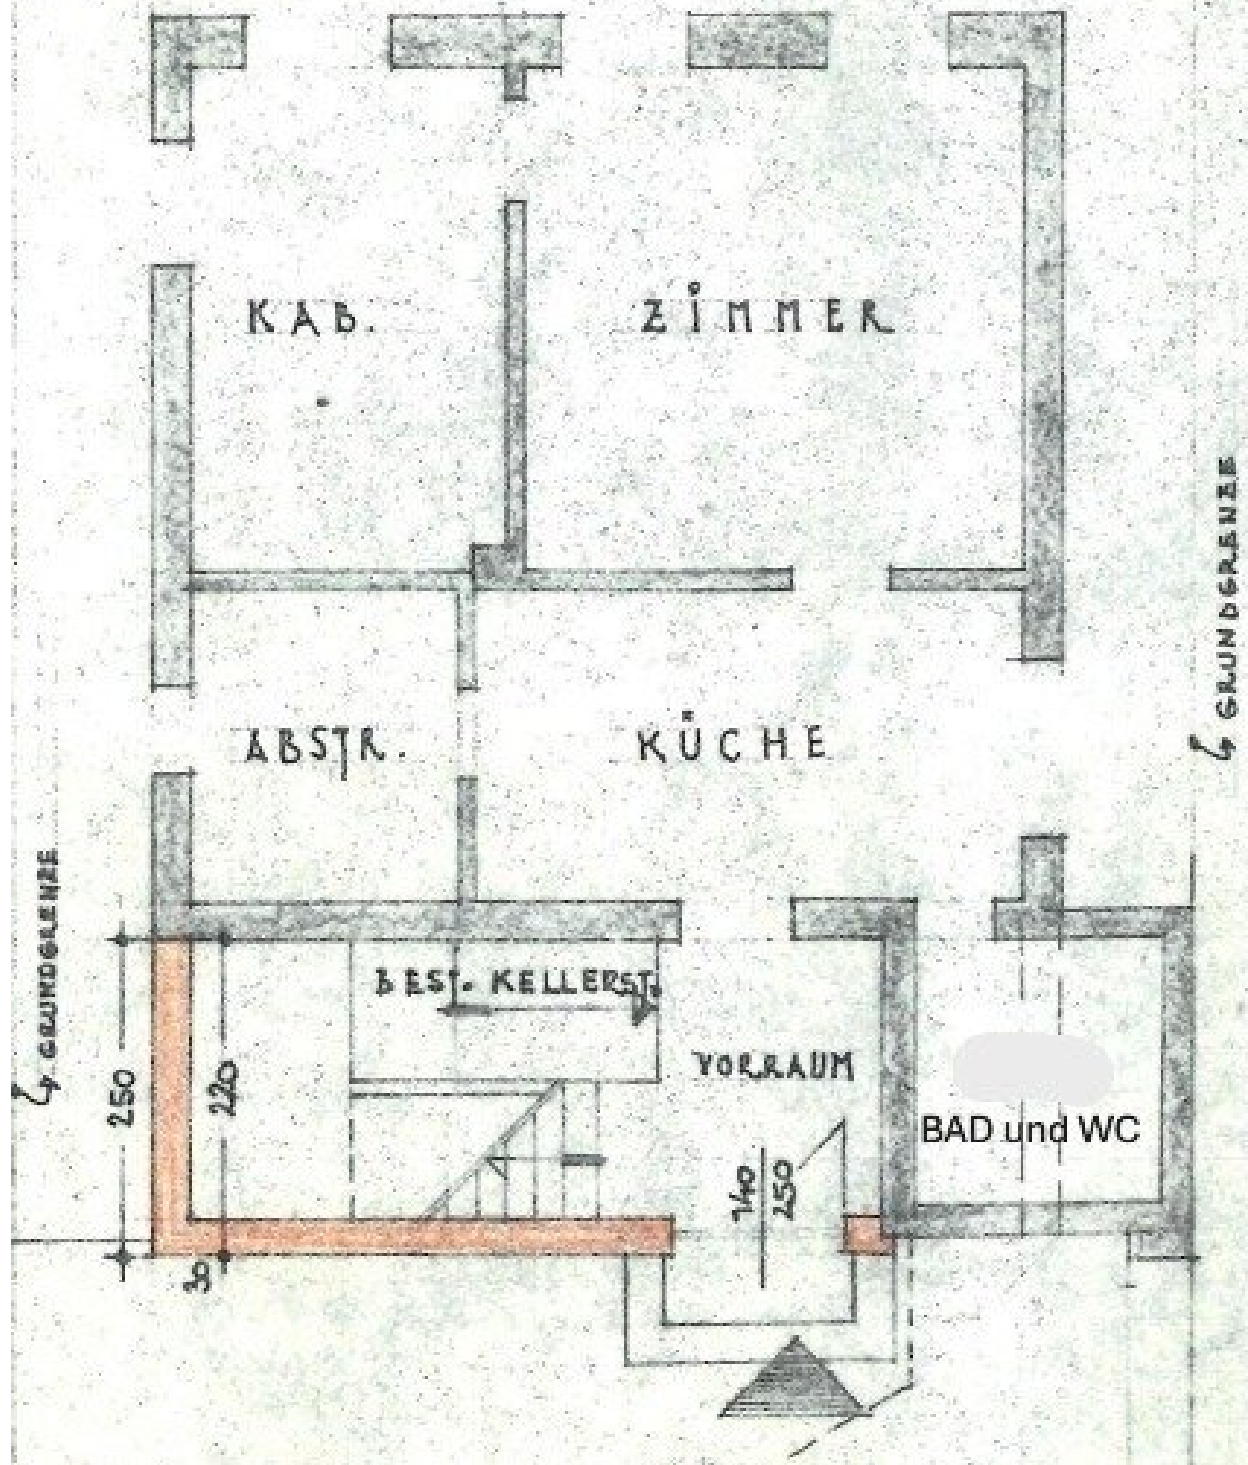 KAB.
ZIMMER
ABSTR.
KÜCHE
GRUNDGRENZE
GRUNDGRENZE
BEST. KELLERST.
VORRAUM
BAD und WC
250
220
30
140
250